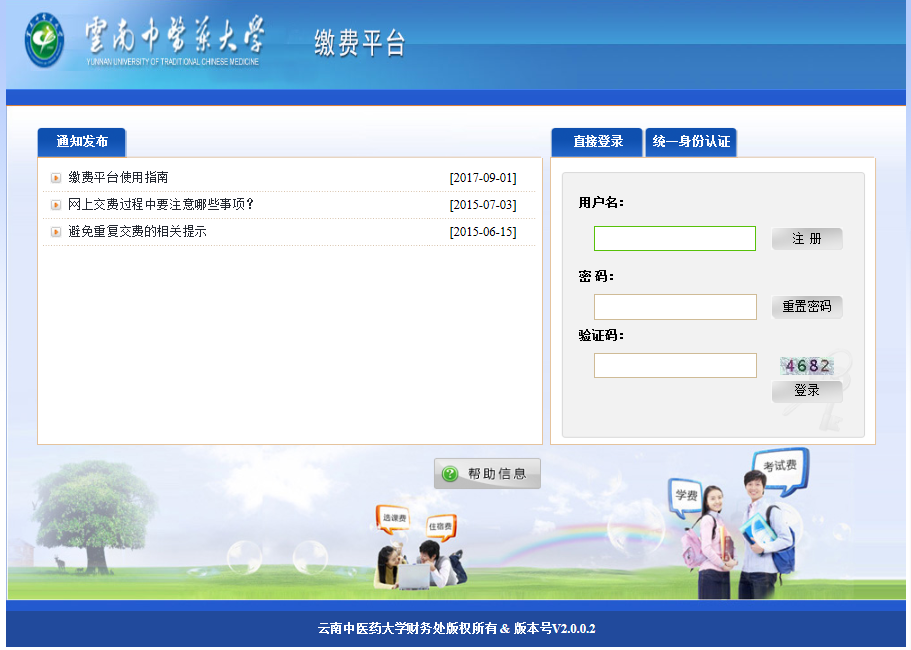 雲南中醫藥大学
YUNNAN UNIVERSITY OF TRADITIONAL CHINESE MEDICINE
缴费平台
通知发布
缴费平台使用指南 [2017-09-01]
网上交费过程中要注意哪些事项？ [2015-07-03]
避免重复交费的相关提示 [2015-06-15]
直接登录 统一身份认证
用户名：
注 册
密 码：
重置密码
验证码：
4682
登录
帮助信息
考试费
学费
选课费
住宿费
云南中医药大学财务处版权所有 & 版本号V2.0.0.2